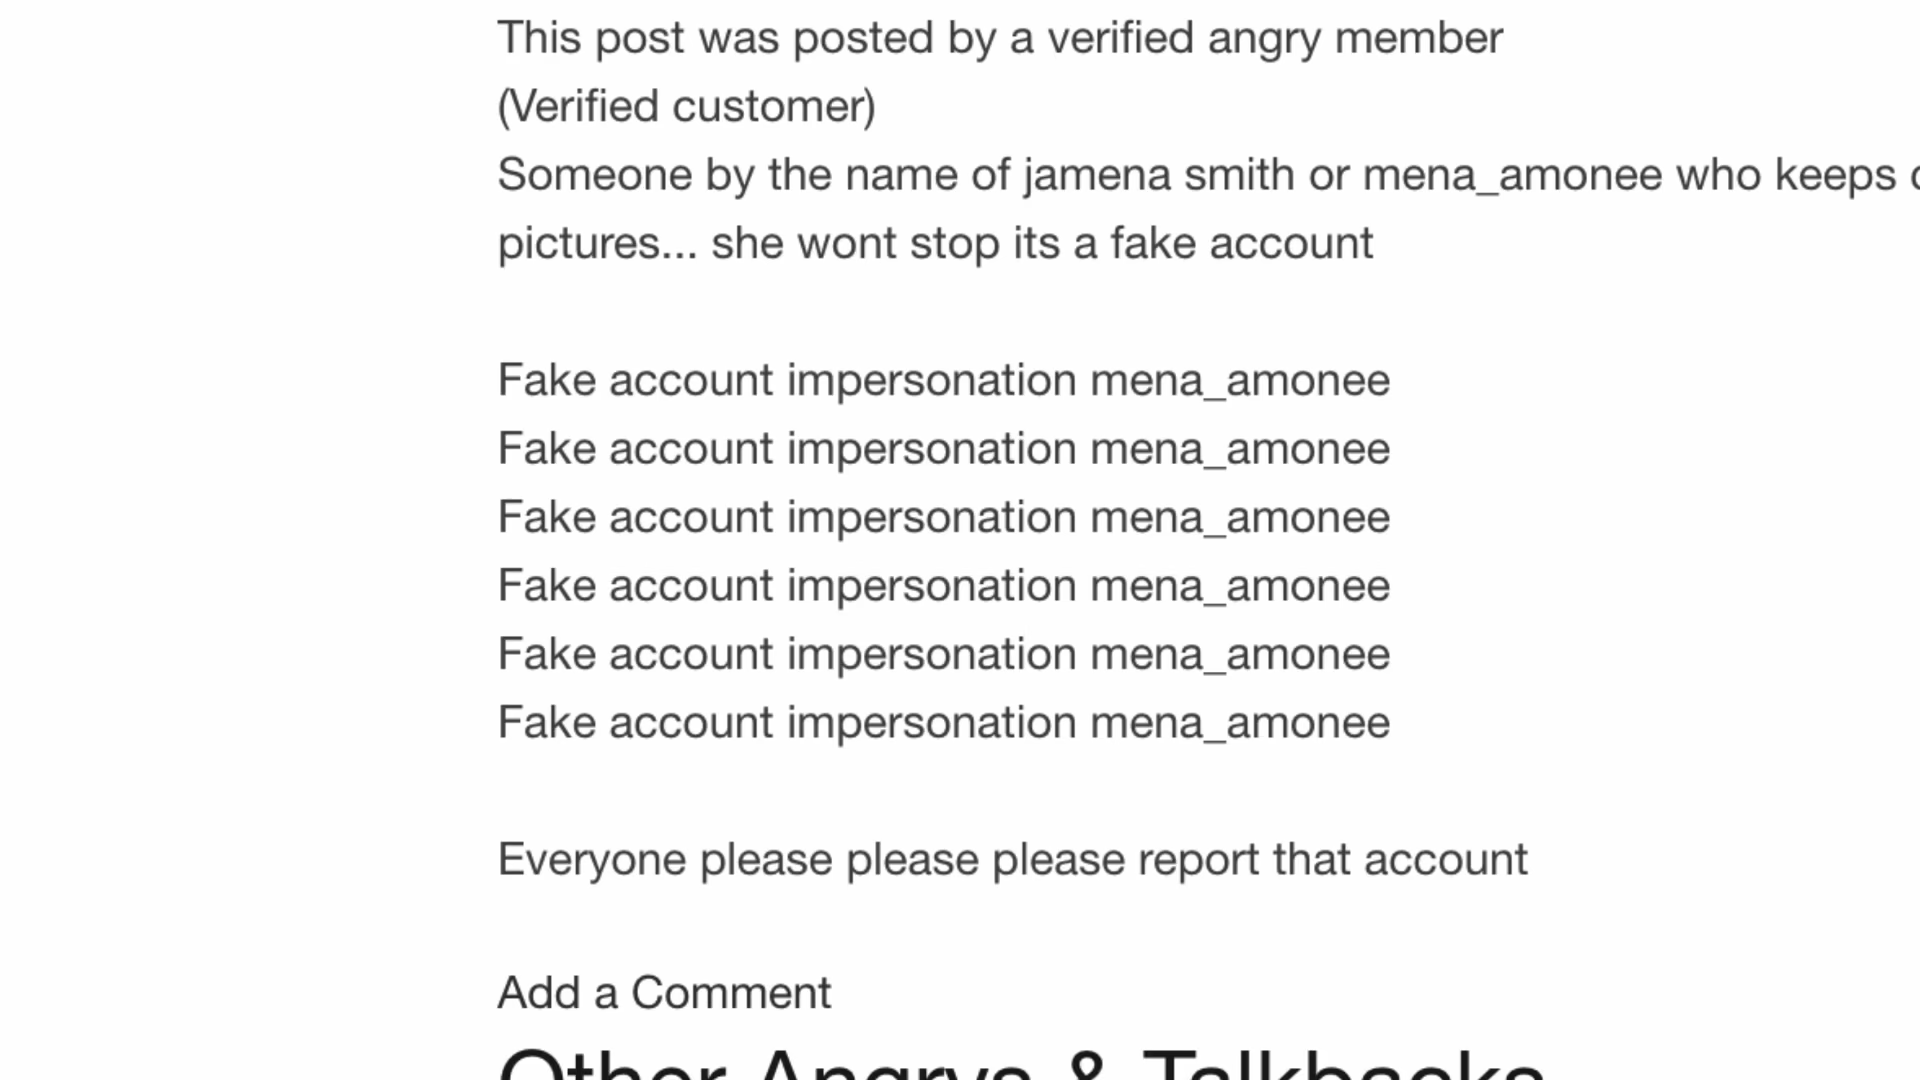 This post was posted by a verified angry member
(Verified customer)
Someone by the name of jamena smith or mena_amonee who keeps
pictures... she wont stop its a fake account
Fake account impersonation mena_amonee
Fake account impersonation mena_amonee
Fake account impersonation mena_amonee
Fake account impersonation mena_amonee
Fake account impersonation mena_amonee
Fake account impersonation mena_amonee
Everyone please please please report that account
Add a Comment
Other Angrys & Talkbacks